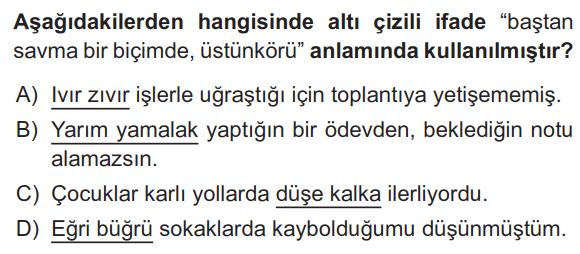 Aşağıdakilerden hangisinde altı çizili ifade “baştan
savma bir biçimde, üstünkörü” anlamında kullanılmıştır?
A) Ivır zıvır işlerle uğraştığı için toplantıya yetişememiş.
B) Yarım yamalak yaptığın bir ödevden, beklediğin notu
alamazsın.
C) Çocuklar karlı yollarda düşe kalka ilerliyordu.
D) Eğri büğrü sokaklarda kaybolduğumu düşünmüştüm.